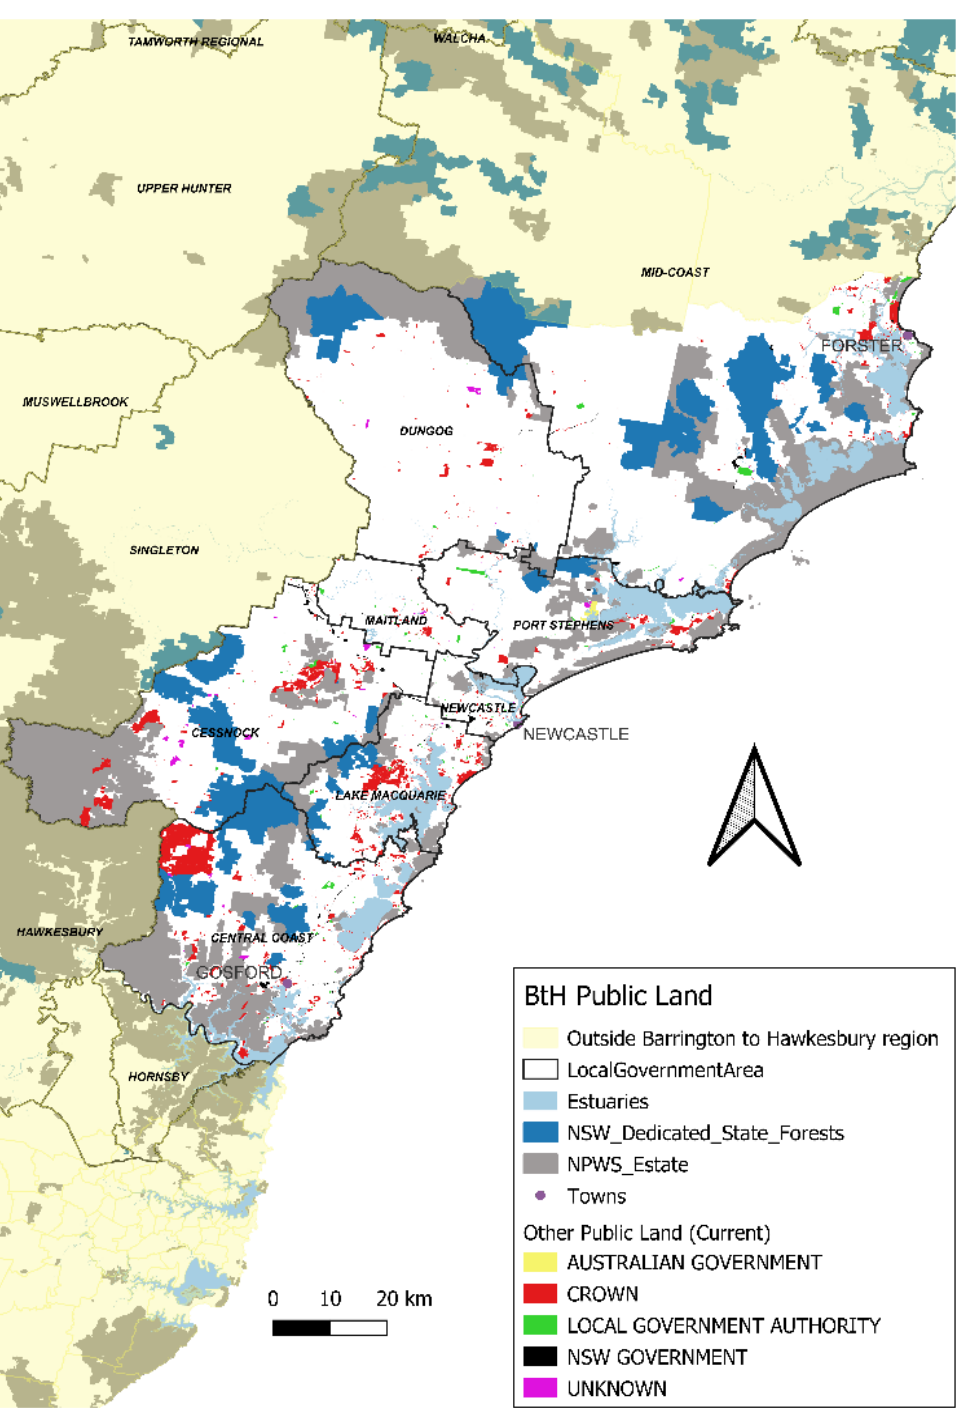 TAMWORTH REGIONAL
WALCHA
UPPER HUNTER
MID-COAST
FORSTER
MUSWELLBROOK
DUNGOG
SINGLETON
MAITLAND
PORT STEPHENS
NEWCASTLE
NEWCASTLE
CESSNOCK
LAKE MACQUARIE
HAWKESBURY
CENTRAL COAST
GOSFORD
HORNSBY
BtH Public Land
Outside Barrington to Hawkesbury region
LocalGovernmentArea
Estuaries
NSW_Dedicated_State_Forests
NPWS_Estate
Towns
Other Public Land (Current)
AUSTRALIAN GOVERNMENT
CROWN
LOCAL GOVERNMENT AUTHORITY
NSW GOVERNMENT
UNKNOWN
0 10 20 km